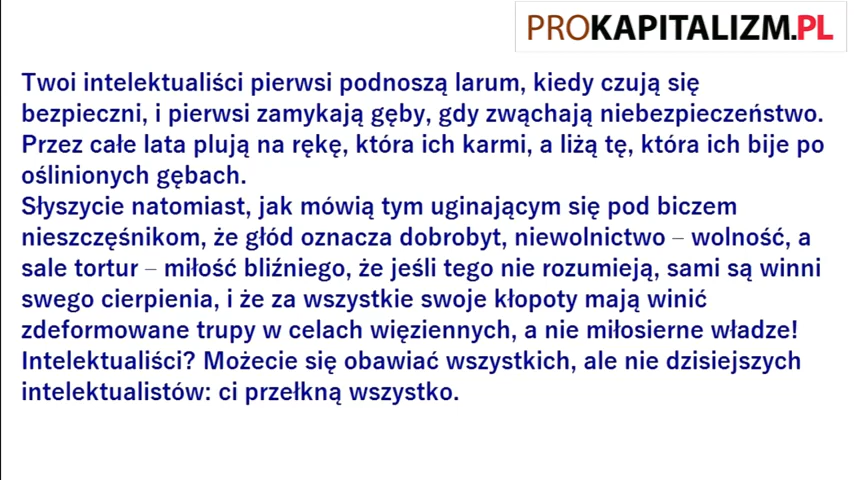 PROKAPITALIZM.PL
Twoi intelektualiści pierwsi podnoszą larum, kiedy czują się
bezpieczni, i pierwsi zamykają gęby, gdy zwąchają niebezpieczeństwo.
Przez całe lata plują na rękę, która ich karmi, a liżą tę, która ich bije po
oślinionych gębach.
Słyszycie natomiast, jak mówią tym uginającym się pod biczem
nieszczęśnikom, że głód oznacza dobrobyt, niewolnictwo – wolność, a
sale tortur – miłość bliźniego, że jeśli tego nie rozumieją, sami są winni
swego cierpienia, i że za wszystkie swoje kłopoty mają winić
zdeformowane trupy w celach więziennych, a nie miłosierne władze!
Intelektualiści? Możecie się obawiać wszystkich, ale nie dzisiejszych
intelektualistów: ci przełkną wszystko.